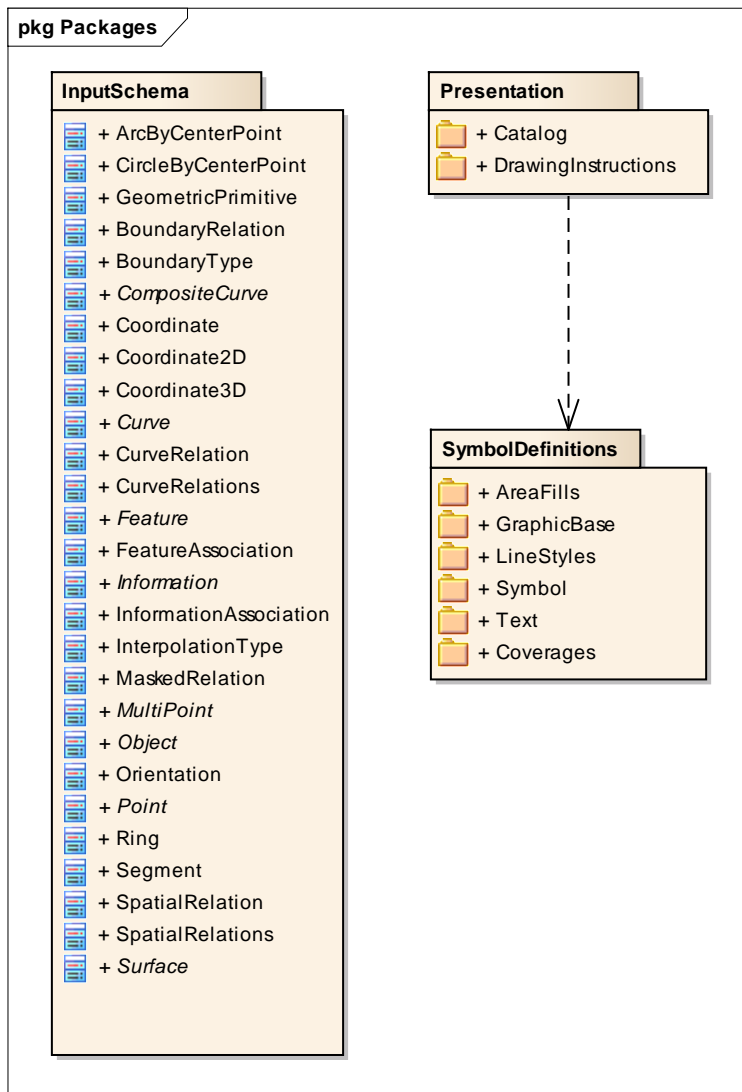 pkg Packages
InputSchema
+ ArcByCenterPoint
+ CircleByCenterPoint
+ GeometricPrimitive
+ BoundaryRelation
+ BoundaryType
+ CompositeCurve
+ Coordinate
+ Coordinate2D
+ Coordinate3D
+ Curve
+ CurveRelation
+ CurveRelations
+ Feature
+ FeatureAssociation
+ Information
+ InformationAssociation
+ InterpolationType
+ MaskedRelation
+ MultiPoint
+ Object
+ Orientation
+ Point
+ Ring
+ Segment
+ SpatialRelation
+ SpatialRelations
+ Surface
Presentation
+ Catalog
+ DrawingInstructions
SymbolDefinitions
+ AreaFills
+ GraphicBase
+ LineStyles
+ Symbol
+ Text
+ Coverages